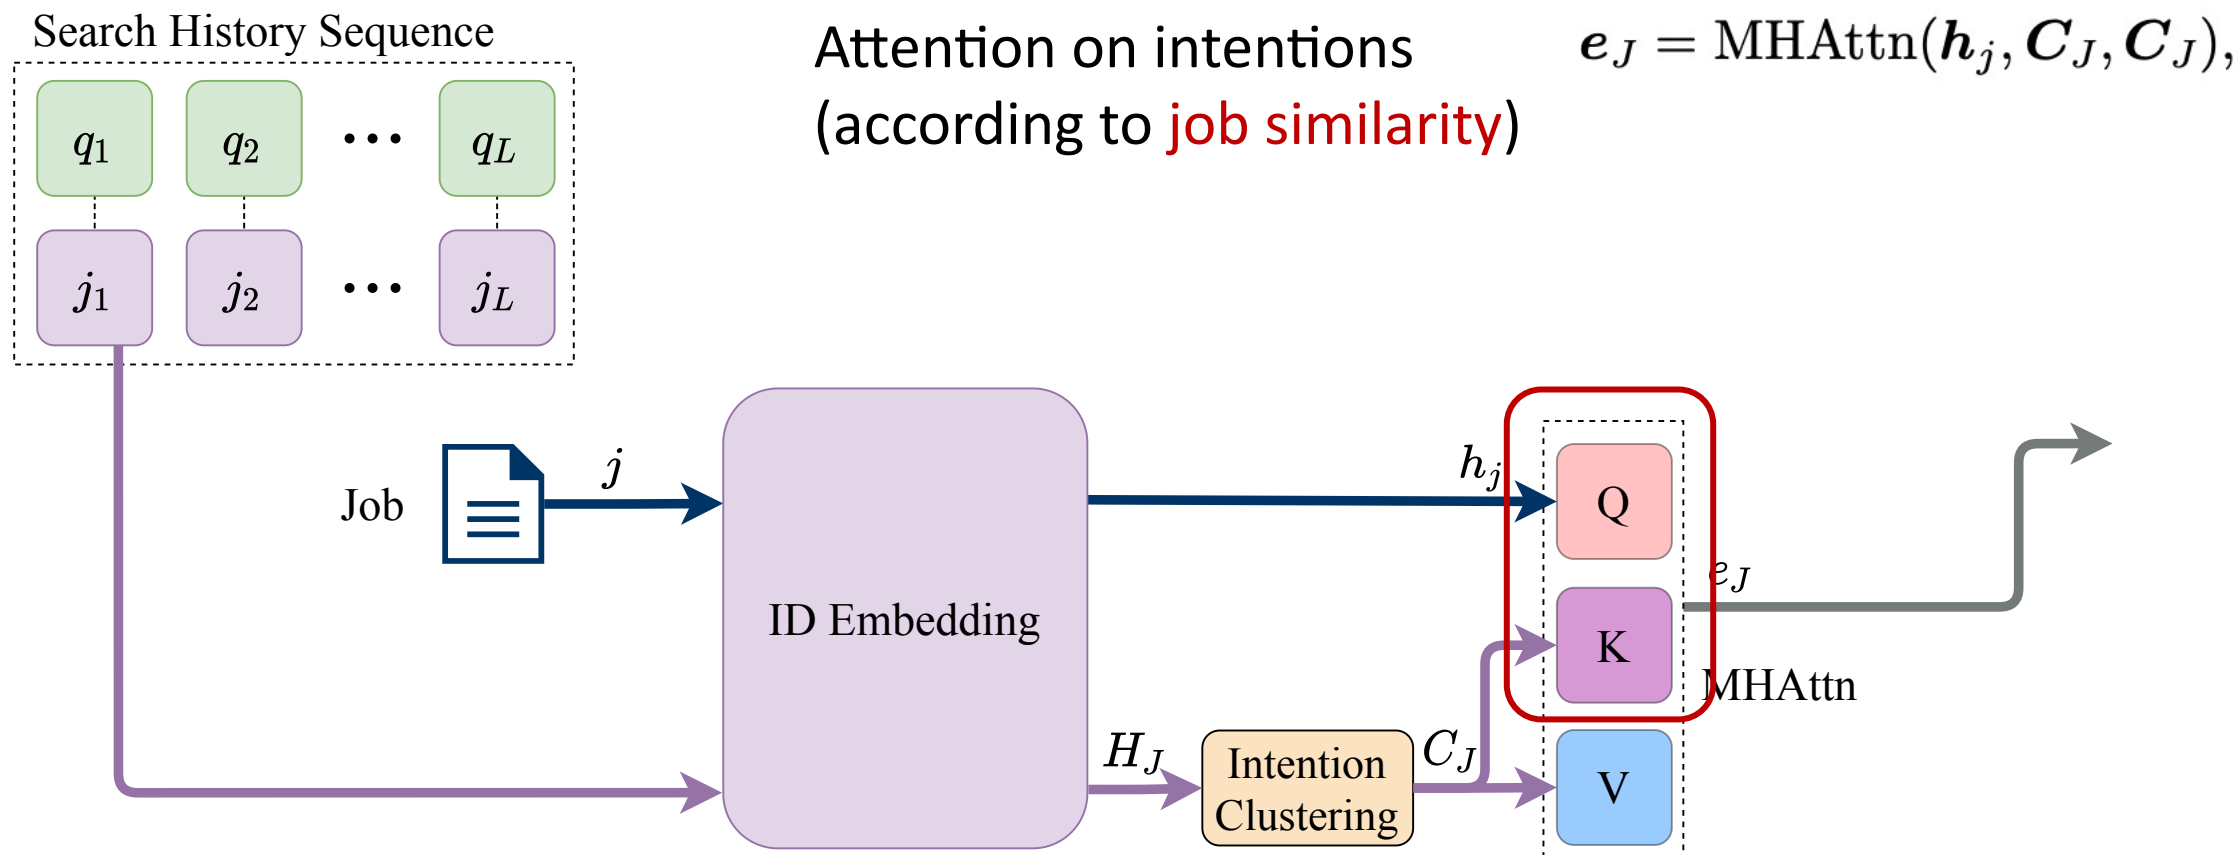 Search History Sequence
Attention on intentions
(according to job similarity)
𝒆_J = MHAttn(𝒉_j, 𝑪_J, 𝑪_J),
q_1 q_2 ... q_L
j_1 j_2 ... j_L
Job
j
ID Embedding
h_j
Q
e_J
K
MHAttn
H_J
Intention
Clustering
C_J
V